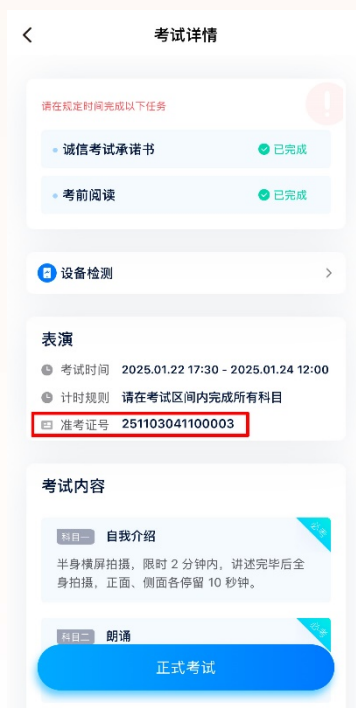 考试详情
请在规定时间完成以下任务
诚信考试承诺书 已完成
考前阅读 已完成
设备检测
表演
考试时间 2025.01.22 17:30 - 2025.01.24 12:00
计时规则 请在考试区间内完成所有科目
准考证号 251103041100003
考试内容
必考
科目一 自我介绍
半身横屏拍摄，限时 2 分钟内，讲述完毕后全
身拍摄，正面、侧面各停留 10 秒钟。
必考
科目二 朗诵
正式考试